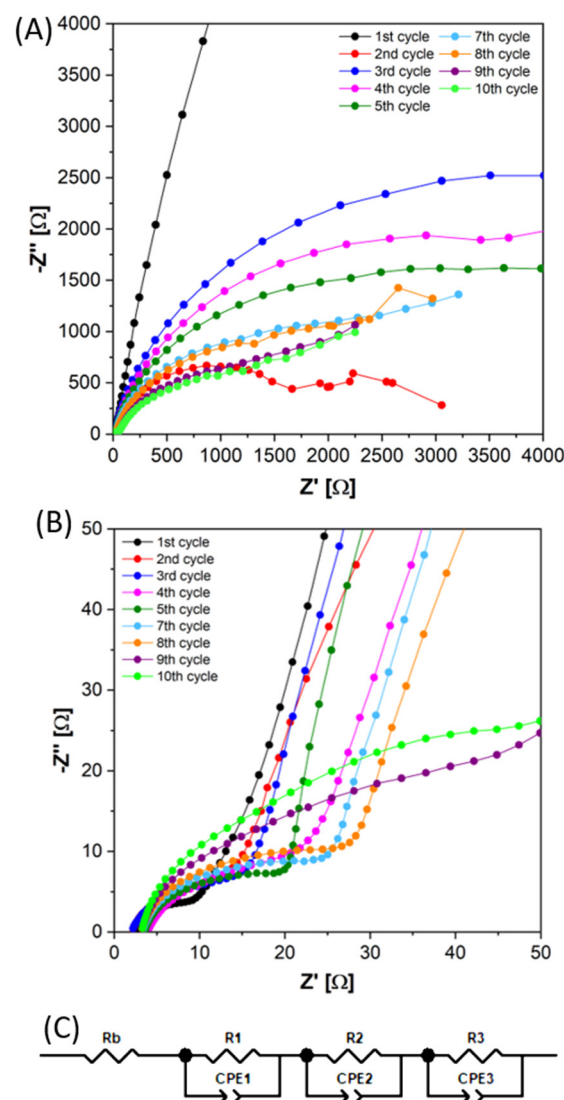 (A)
4000
3500
3000
2500
2000
1500
1000
500
0
-Z'' [Ω]
1st cycle 7th cycle
2nd cycle 8th cycle
3rd cycle 9th cycle
4th cycle 10th cycle
5th cycle
0 500 1000 1500 2000 2500 3000 3500 4000
Z' [Ω]
(B)
50
40
30
20
10
0
-Z'' [Ω]
1st cycle
2nd cycle
3rd cycle
4th cycle
5th cycle
7th cycle
8th cycle
9th cycle
10th cycle
0 10 20 30 40 50
Z' [Ω]
(C)
Rb R1 R2 R3
CPE1 CPE2 CPE3